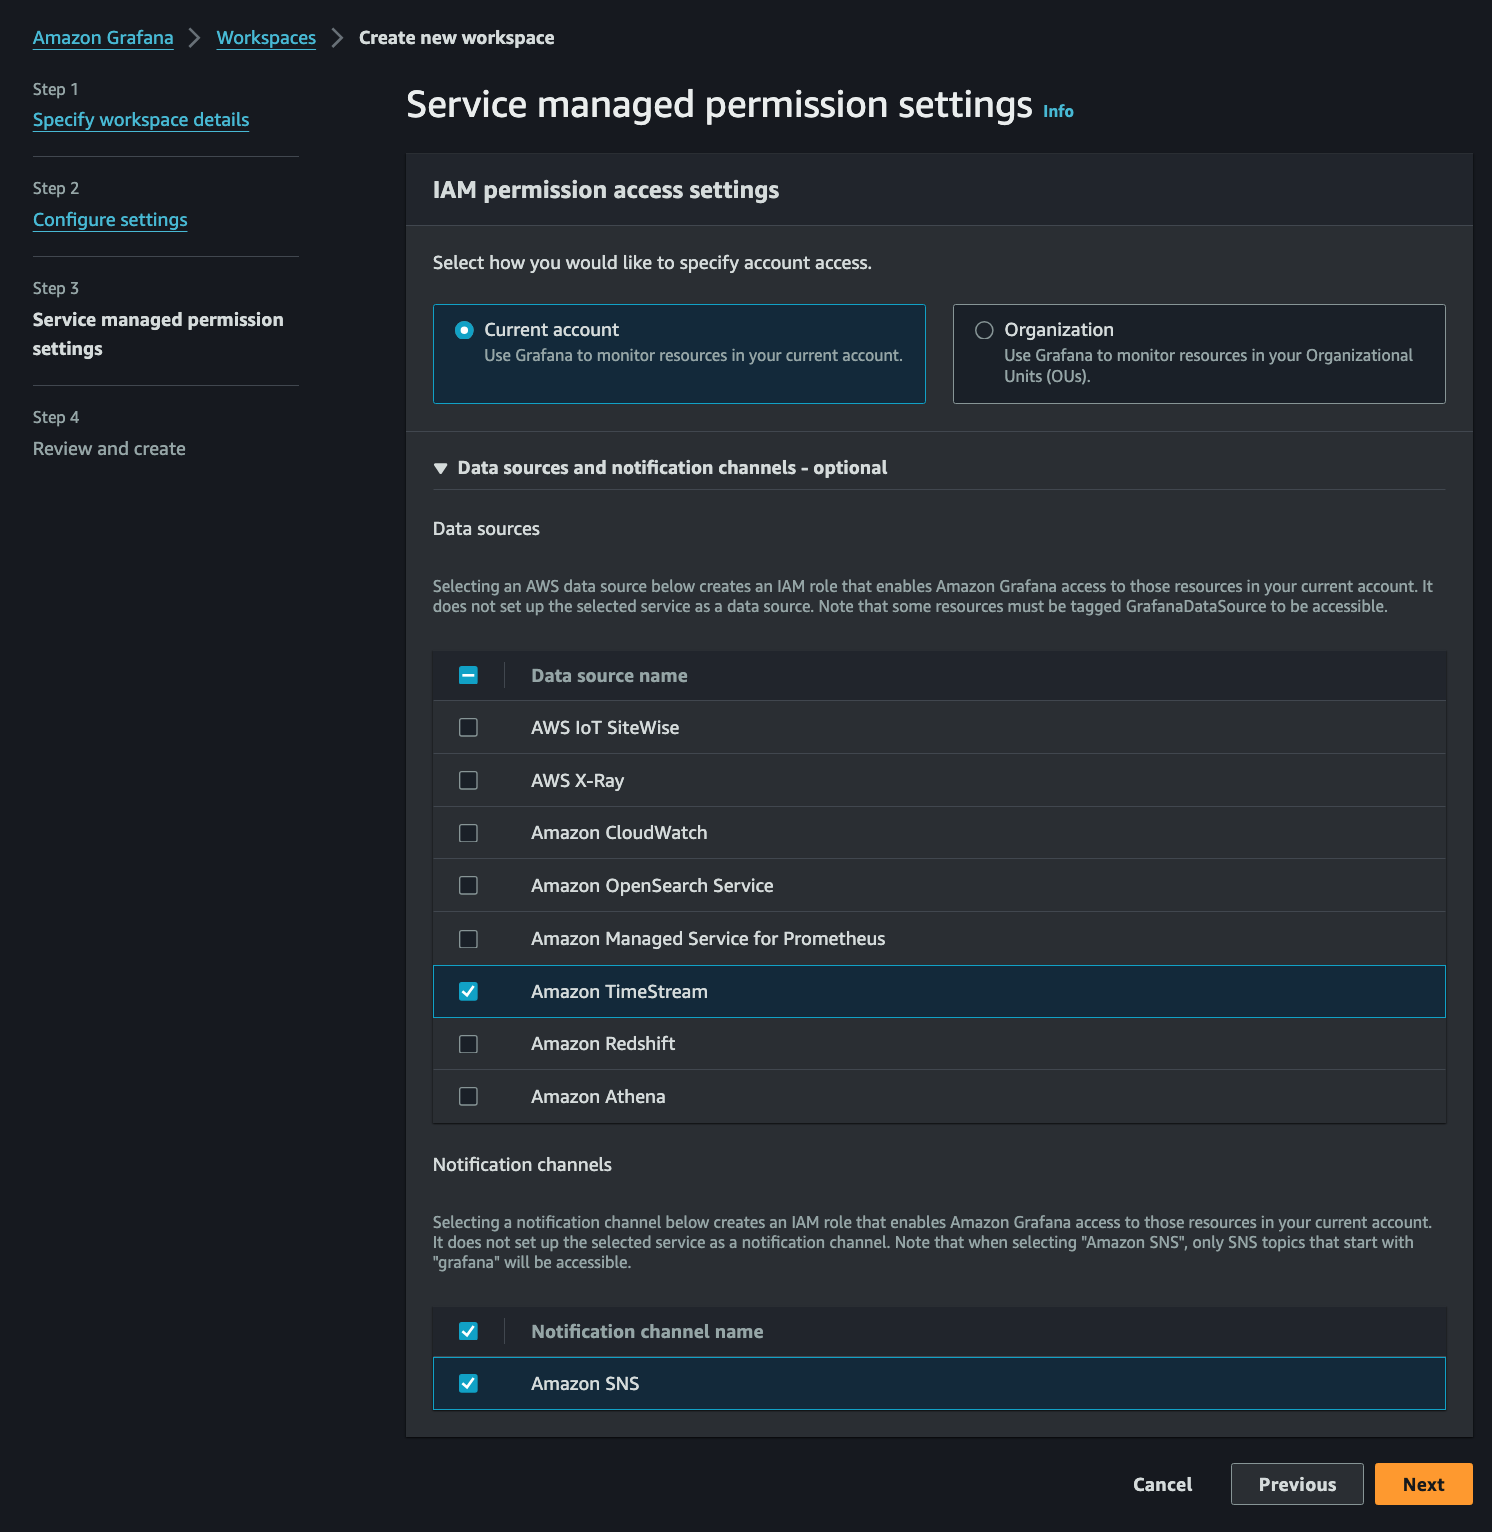 Amazon Grafana > Workspaces > Create new workspace
Step 1
Specify workspace details
Step 2
Configure settings
Step 3
Service managed permission
settings
Step 4
Review and create
Service managed permission settings Info
IAM permission access settings
Select how you would like to specify account access.
Current account
Use Grafana to monitor resources in your current account.
Organization
Use Grafana to monitor resources in your Organizational
Units (OUs).
Data sources and notification channels - optional
Data sources
Selecting an AWS data source below creates an IAM role that enables Amazon Grafana access to those resources in your current account. It
does not set up the selected service as a data source. Note that some resources must be tagged GrafanaDataSource to be accessible.
Data source name
AWS IoT SiteWise
AWS X-Ray
Amazon CloudWatch
Amazon OpenSearch Service
Amazon Managed Service for Prometheus
Amazon TimeStream
Amazon Redshift
Amazon Athena
Notification channels
Selecting a notification channel below creates an IAM role that enables Amazon Grafana access to those resources in your current account.
It does not set up the selected service as a notification channel. Note that when selecting "Amazon SNS", only SNS topics that start with
"grafana" will be accessible.
Notification channel name
Amazon SNS
Cancel
Previous
Next